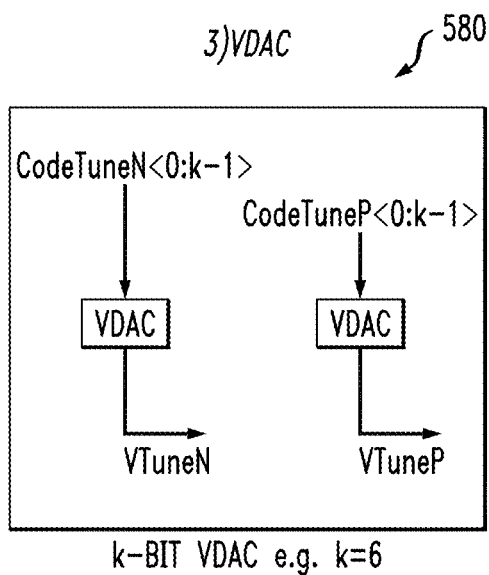 3)VDAC
580
CodeTuneN<0:k-1>
CodeTuneP<0:k-1>
VDAC
VDAC
VTuneN
VTuneP
k-BIT VDAC e.g. k=6